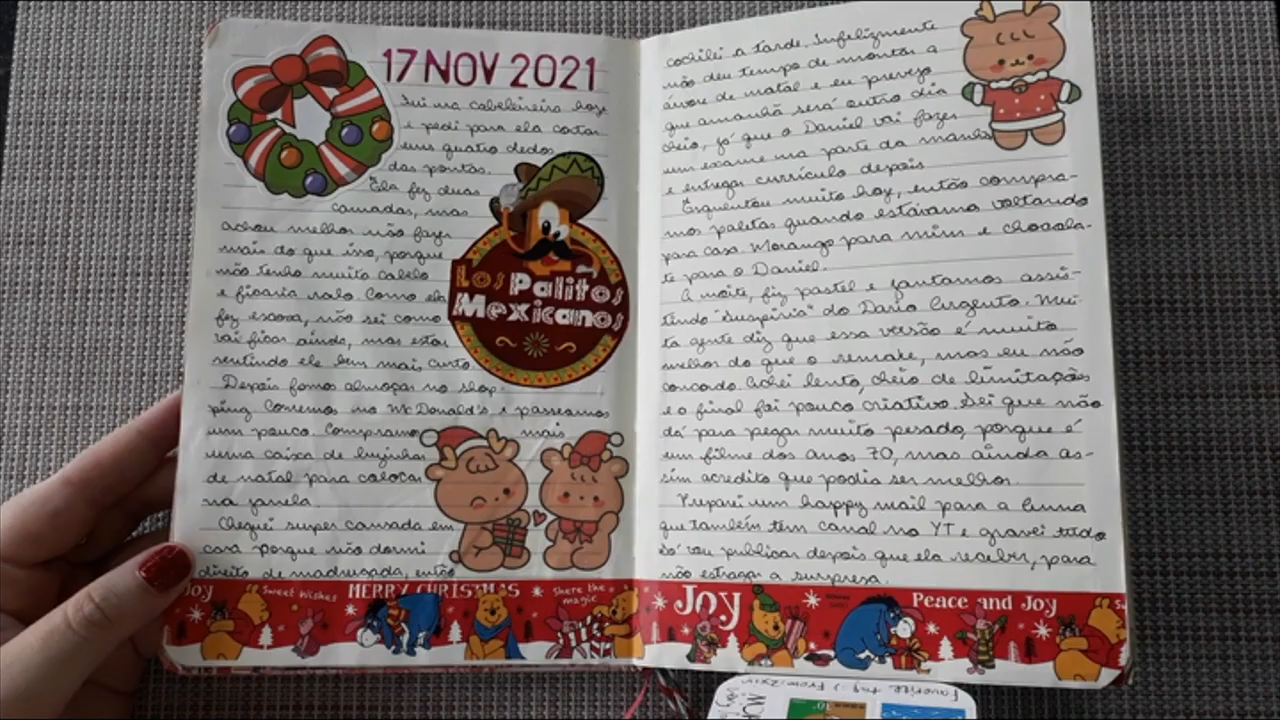 17 NOV 2021
Fui na cabeleireira hoje
e pedi para ela cortar
uns quatro dedos
das pontas.
Ela fez duas
camadas, mas
achou melhor não fazer
mais do que isso, porque
não tenho muito cabelo
e ficaria ralo. Como ela
fez escova, não sei como
vai ficar ainda, mas estou
sentindo ele bem mais curto.
Depois fomos almoçar no shop-
ping. Comemos no McDonald's, e passeamos
um pouco. Compramos mais
uma caixa de luzinhas
de natal para colocar
na janela.
Cheguei super cansada em
casa porque não dormi
direito de madrugada, então
Los Palitos
Mexicanos
Joy
Sweet Wishes
MERRY CHRISTMAS
Share the
magic
cochilei a tarde. Infelizmente
não deu tempo de montar a
árvore de natal e eu prevejo
que amanhã será outro dia
cheio, já que o Daniel vai fazer
um exame na parte da manhã
e entregar currículo depois
Esquentou muito hoje, então compra-
mos paletas quando estávamos voltando
para casa. Morango para mim e chocola-
te para o Daniel.
A noite, fiz pastel e jantamos assis-
tindo "Suspiria" do Dario Argento. Mui-
ta gente diz que essa versão é muito
melhor do que o remake, mas eu não
concordo. Achei lento, cheio de limitações
e o final foi pouco criativo. Sei que não
dá para pegar muito pesado, porque é
um filme dos anos 70, mas ainda as-
sim acredito que podia ser melhor.
Preparei um happy mail para a
que também tem canal no YT e gravei tudo
Só vou publicar depois que ela receber, para
não estragar a surpresa.
Joy
Peace and Joy
Favorite
From: